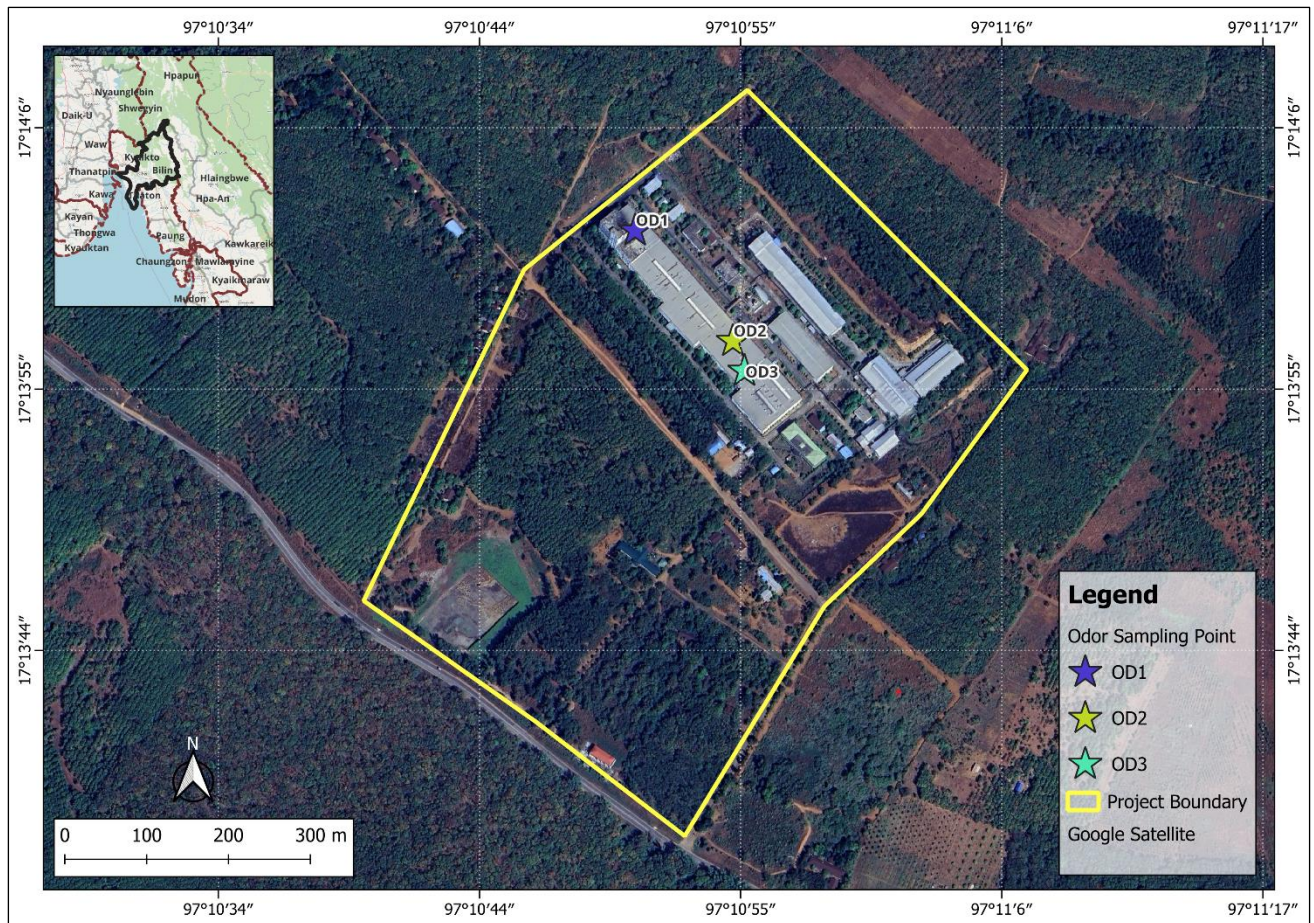 97°10′34″ 97°10′44″ 97°10′55″ 97°11′6″ 97°11′17″
17°14′6″ 17°14′6″
17°13′55″ 17°13′55″
17°13′44″ 17°13′44″
Hpapun
Nyaunglebin
Shwegyin
Daik-U
Waw
Kyaikto
Thanatpin
Bilin
Hlaingbwe
Kawa
Thaton
Hpa-An
Kayan
Thongwa
Paung
Kyauktan
Kawkareik
Chaungzon
Mawlamyine
Kyaikmaraw
Mudon
OD1
OD2
OD3
Legend
Odor Sampling Point
OD1
OD2
OD3
Project Boundary
Google Satellite
N
0 100 200 300 m
97°10′34″ 97°10′44″ 97°10′55″ 97°11′6″ 97°11′17″